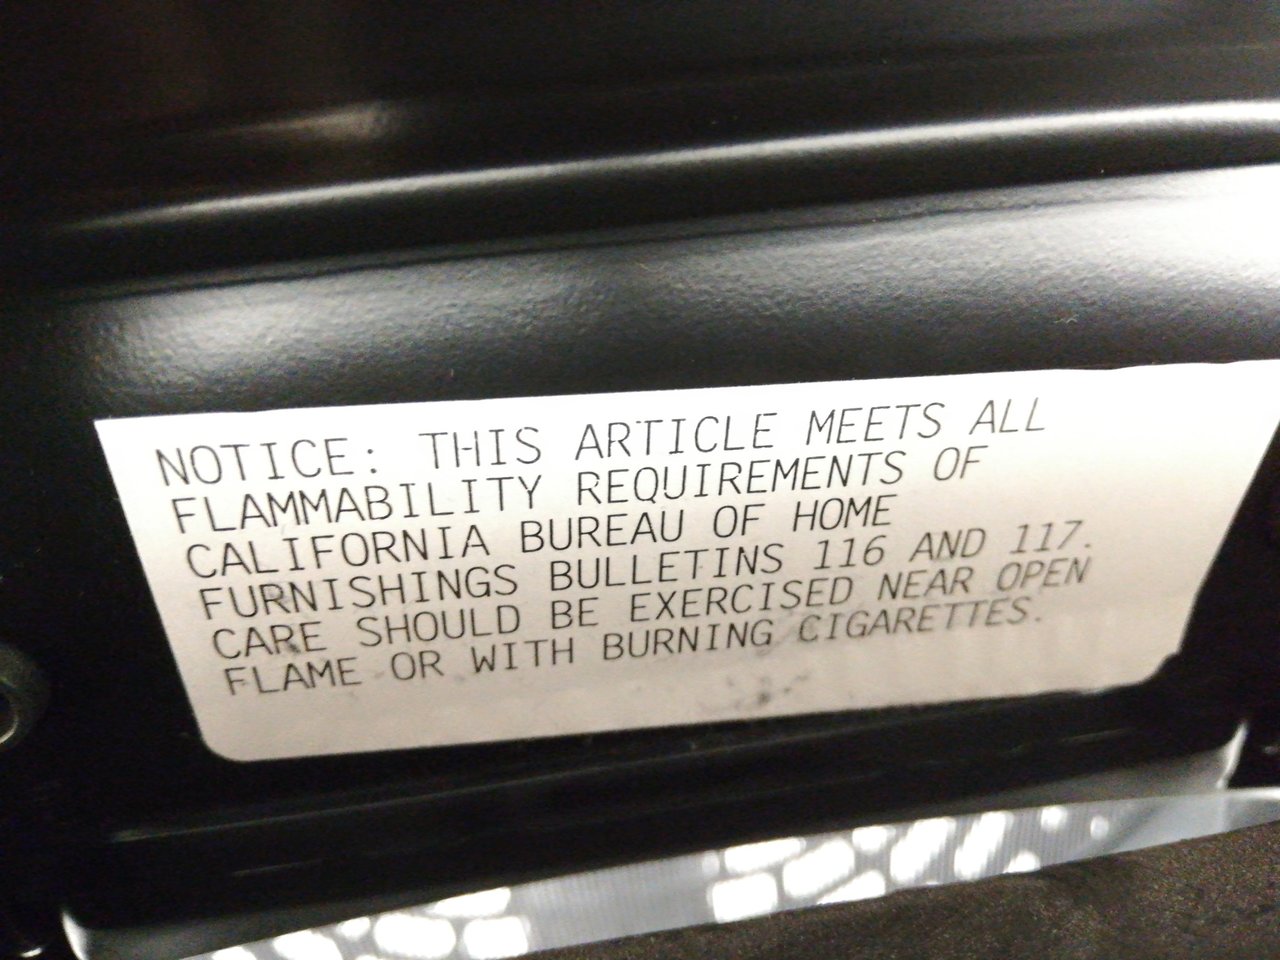 NOTICE: THIS ARTICLE MEETS ALL
FLAMMABILITY REQUIREMENTS OF
CALIFORNIA BUREAU OF HOME
FURNISHINGS BULLETINS 116 AND 117.
CARE SHOULD BE EXERCISED NEAR OPEN
FLAME OR WITH BURNING CIGARETTES.